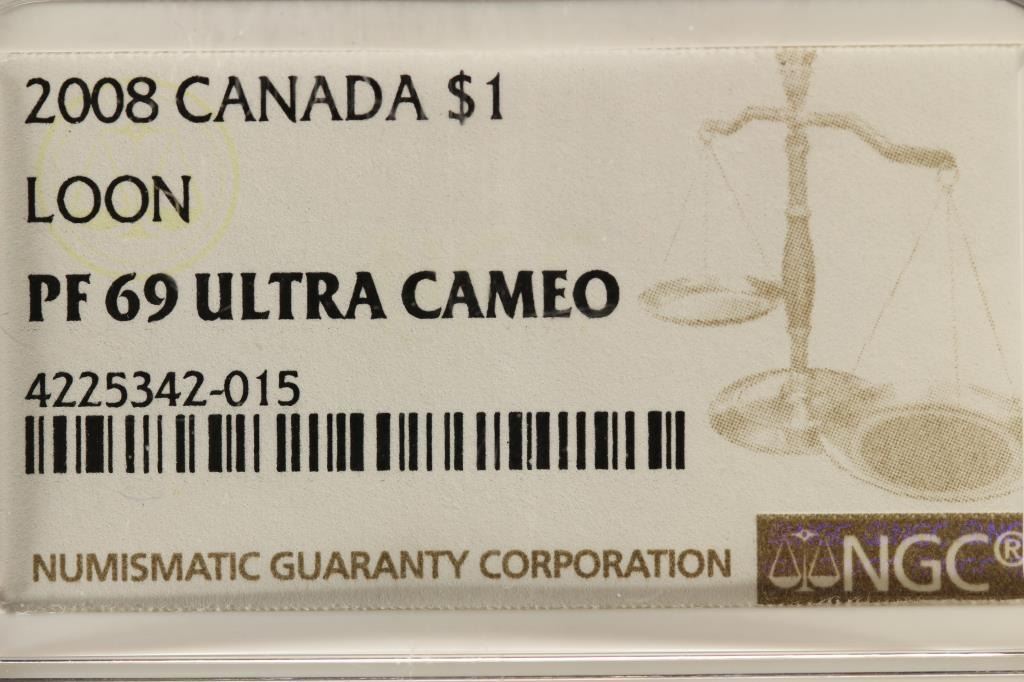 2008 CANADA $1
LOON
PF 69 ULTRA CAMEO
4225342-015
NUMISMATIC GUARANTY CORPORATION
NGC®